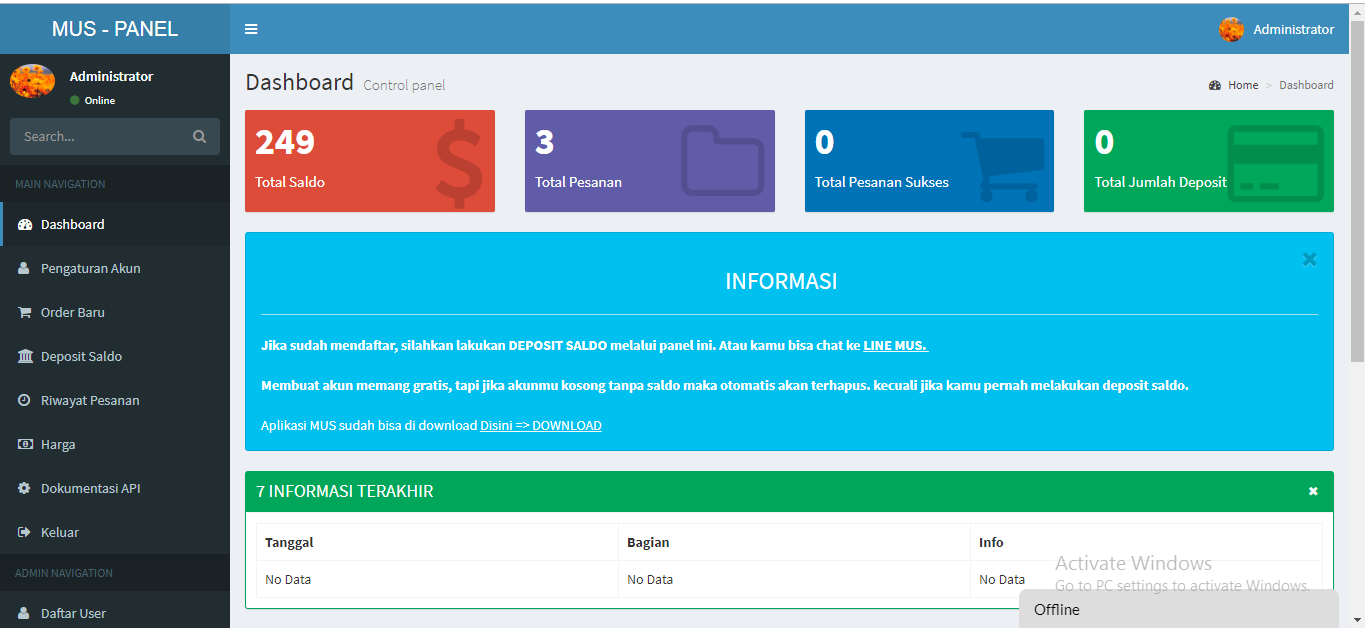 MUS - PANEL
Administrator
Administrator
Online
Search...
MAIN NAVIGATION
Dashboard
Pengaturan Akun
Order Baru
Deposit Saldo
Riwayat Pesanan
Harga
Dokumentasi API
Keluar
ADMIN NAVIGATION
Daftar User
Dashboard Control panel
Home > Dashboard
249
Total Saldo
3
Total Pesanan
0
Total Pesanan Sukses
0
Total Jumlah Deposit
INFORMASI
Jika sudah mendaftar, silahkan lakukan DEPOSIT SALDO melalui panel ini. Atau kamu bisa chat ke LINE MUS.
Membuat akun memang gratis, tapi jika akunmu kosong tanpa saldo maka otomatis akan terhapus. kecuali jika kamu pernah melakukan deposit saldo.
Aplikasi MUS sudah bisa di download Disini => DOWNLOAD
7 INFORMASI TERAKHIR
Tanggal Bagian Info
No Data No Data No Data
Activate Windows
Go to PC settings to activate Windows.
Offline